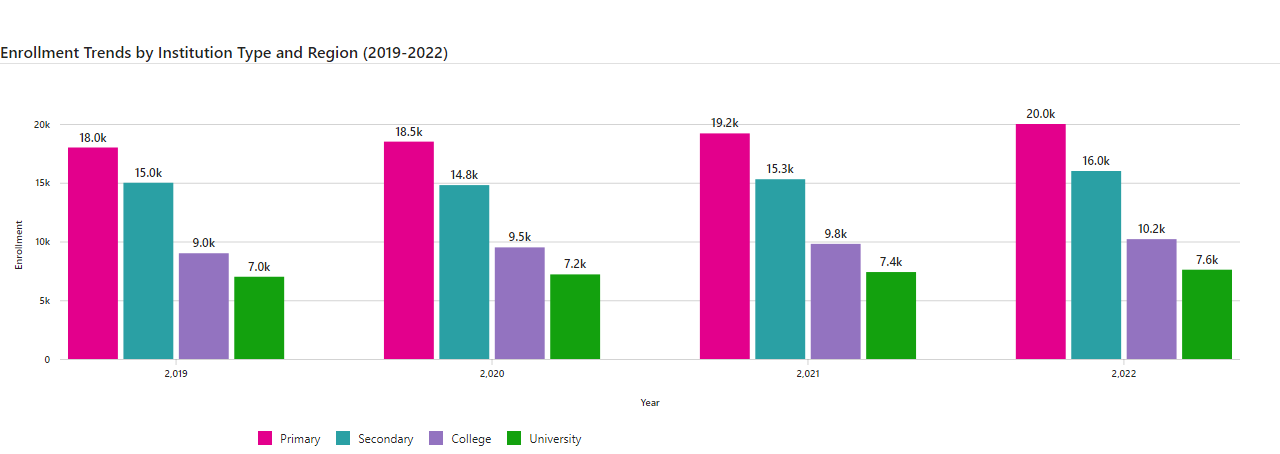 Enrollment Trends by Institution Type and Region (2019-2022)
20k
15k
10k
5k
0
Enrollment
18.0k
15.0k
9.0k
7.0k
18.5k
14.8k
9.5k
7.2k
19.2k
15.3k
9.8k
7.4k
20.0k
16.0k
10.2k
7.6k
2,019 2,020 2,021 2,022
Year
Primary Secondary College University